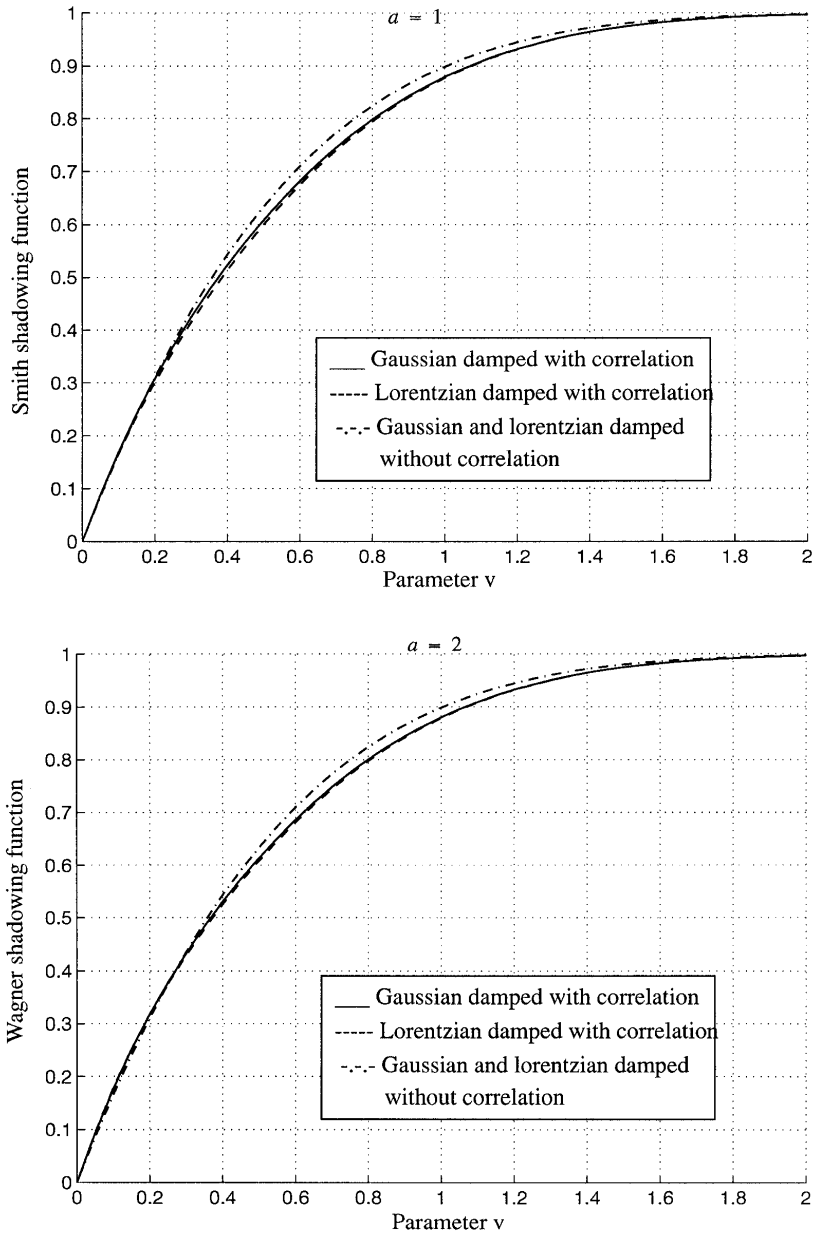 a = 1
1
0.9
0.8
0.7
0.6
0.5
0.4
0.3
0.2
0.1
0
Smith shadowing function
Gaussian damped with correlation
Lorentzian damped with correlation
Gaussian and lorentzian damped
without correlation
0 0.2 0.4 0.6 0.8 1 1.2 1.4 1.6 1.8 2
Parameter v
a = 2
1
0.9
0.8
0.7
0.6
0.5
0.4
0.3
0.2
0.1
0
Wagner shadowing function
Gaussian damped with correlation
Lorentzian damped with correlation
Gaussian and lorentzian damped
without correlation
0 0.2 0.4 0.6 0.8 1 1.2 1.4 1.6 1.8 2
Parameter v